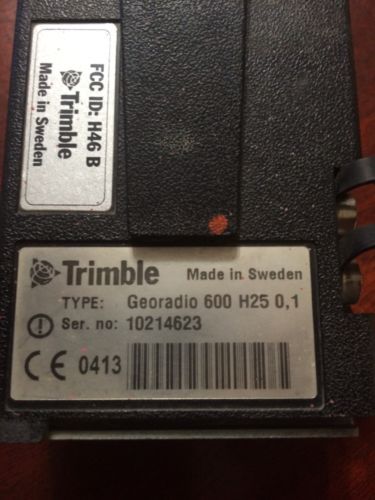 FCC ID: H46 B
Trimble
Made in Sweden
Trimble Made in Sweden
TYPE: Georadio 600 H25 0,1
Ser. no: 10214623
CE 0413